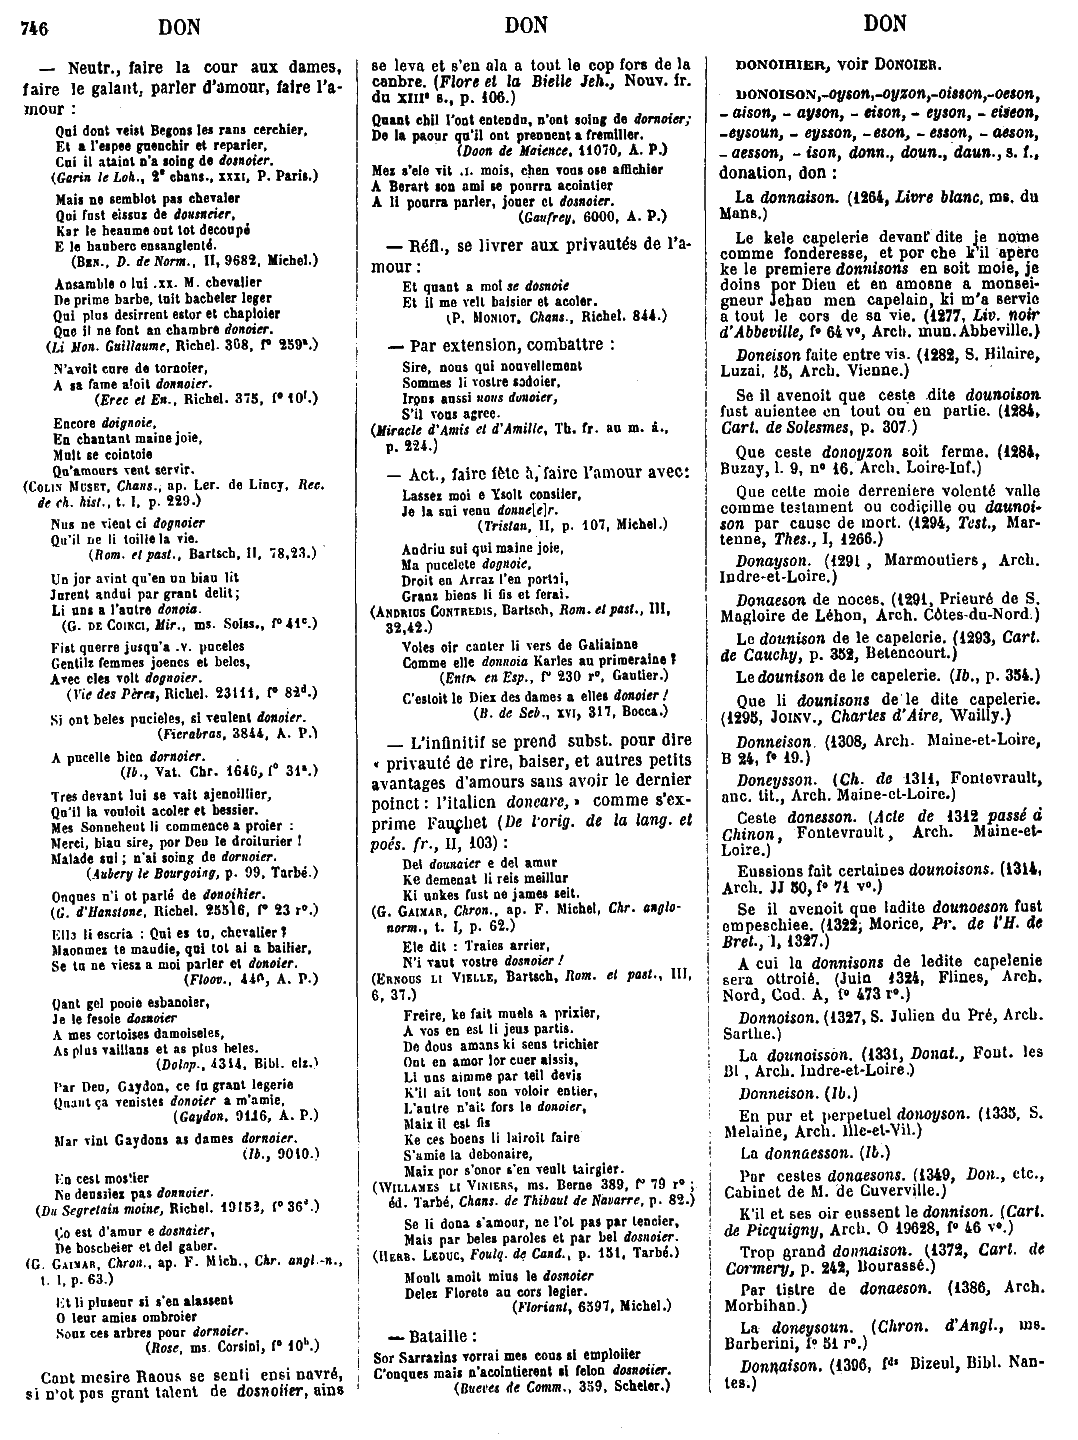 746 DON DON DON
— Neutr., faire la cour aux dames,
faire le galant, parler d'amour, faire l'a-
mour :
Qui dont veist Begons les rans cerchier,
Et a l'espee guenchir et reparier,
Cui il ataint n'a soing de dosnoier.
(Garin le Loh., 2e chans., XXXI, P. Paris.)
Mais ne semblot pas chevaler
Qui fust eissuz de dousneier,
Kar le heaume out tot decoupé
E le hauberc ensanglenté.
(BEN., D. de Norm., II, 9682, Michel.)
Ansamble o lui .XX. M. chevalier
De prime barbe, tuit bacheler leger
Qui plus desirrent estor et chaploier
Que il ne font an chambre donoier.
(Li Mon. Guillaume, Richel. 368, f° 259a.)
N'avoit cure de tornoier,
A sa fame aloit donnoier.
(Erec et En., Richel. 375, f° 10f.)
Encore doignoie,
En chantant maine joie,
Mult se cointoie
Qu'amours vent servir.
(COLIN MUSET, Chans., ap. Ler. de Lincy, Rec.
de ch. hist., t. I, p. 229.)
Nus ne vient ci dognoier
Qu'il ne li toille la vie.
(Rom. et past., Bartsch, II, 78,23.)
Un jor avint qu'en un biau lit
Jurent andui par grant delit;
Li uns a l'autre donoia.
(G. DE COINCI, Mir., ms. Soiss., f° 41c.)
Fist querre jusqu'a .V. puceles
Gentilz femmes joenes et beles,
Avec eles volt dognoier.
(Vie des Pères, Richel. 23111, f° 82d.)
Si ont beles pucieles, si veulent donoier.
(Fierabras, 3844, A. P.)
A pucelle bien dornoier.
(Ib., Vat. Chr. 1646, f° 31a.)
Tres devant lui se vait ajenoillier,
Qu'il la vouloit acoler et bessier.
Mes Sonneheut li commence a proier :
Merci, biau sire, por Deu le droiturier !
Malade sui ; n'ai soing de dornoier.
(Aubery le Bourgoing, p. 99, Tarbé.)
Onques n'i ot parlé de donoihier.
(G. d'Hanstone, Richel. 25516, f° 23 r°.)
Ella li escria : Qui es tu, chevalier ?
Maonmez te maudie, qui tot ai a baillier,
Se tu ne viesz a moi parler et donoier.
(Floov., 446, A. P.)
Qant gel pooie esbanoier,
Je le fesole dosnoier
A mes cortoises damoiseles,
As plus vaillans et as plus beles.
(Dolop., 4314, Bibl. elz.)
Par Deu, Gaydon, ce fu grant legerie
Quant ça venistes donoier a m'amie,
(Gaydon, 9116, A. P.)
Mar vint Gaydons as dames dornoier.
(Ib., 9010.)
En cest mostier
Ne deussiez pas donnoier.
(Du Segretain moine, Richel. 19152, f° 36d.)
Ço est d'amur e dosnaier,
De boscheier et del gaber.
(G. GAIMAR, Chron., ap. F. Mich., Chr. angl.-n.,
t. I, p. 63.)
Et li pluseur si s'en alassent
O leur amies ombroier
Souz ces arbres pour dornoier.
(Rose, ms. Corsini, f° 10b.)
Cant mesire Raous se senti ensi navré,
si n'ot pos grant talent de dosnoiier, ains
se leva et s'en ala a tout le cop fors de la
canbre. (Flore et la Bielle Jeh., Nouv. fr.
du XIIIe s., p. 106.)
Quant chil l'ont entendu, n'ont soing de dornoier;
De la paour qu'il ont prennent a fremiller.
(Doon de Maience, 11070, A. P.)
Mez s'ele vit .I. mois, chen vous ose affichier
A Berart son ami se pourra acointier
A li pourra parler, jouer et dosnoier.
(Gaufrey, 6000, A. P.)
— Réfl., se livrer aux privautés de l'a-
mour :
Et quant a moi se dosnoie
Et il me velt baisier et acoler.
(P. MONIOT, Chans., Richel. 844.)
— Par extension, combattre :
Sire, nous qui nouvellement
Sommes li vostre sodoier,
Irons aussi nous donoier,
S'il vous agree.
(Miracle d'Amis et d'Amille, Th. fr. au m. â.,
p. 224.)
— Act., faire fête à, faire l'amour avec:
Lassez moi e Ysolt consiler,
Je la sui venu donne[e]r.
(Tristan, II, p. 107, Michel.)
Andriu sui qui maine joie,
Ma pucelete dognoie,
Droit en Arraz l'en portai,
Granz biens li fis et ferai.
(ANDRIUS CONTREDIS, Bartsch, Rom. et past., III,
32,42.)
Voles oir canter li vers de Galiainne
Comme elle donnoia Karles au primeraine ?
(Entr. en Esp., f° 230 r°, Gautier.)
C'estoit le Diex des dames a elles donoier !
(B. de Seb., XVI, 317, Bocca.)
— L'infinitif se prend subst. pour dire
« privauté de rire, baiser, et autres petits
avantages d'amours sans avoir le dernier
poinct : l'italien doneare, » comme s'ex-
prime Fauchet (De l'orig. de la lang. et
poés. fr., II, 103) :
Del dounaier e del amur
Ke demenat li reis meillur
Ki unkes fust ne james seit.
(G. GAIMAR, Chron., ap. F. Michel, Chr. anglo-
norm., t. I, p. 62.)
Ele dit : Traies arrier,
N'i vaut vostre dosnoier !
(ERNOUS LI VIELLE, Bartsch, Rom. et past., III,
6, 37.)
Freire, ke fait muels a prixier,
A vos en est li jeus partis.
De dous amans ki sens trichier
Ont en amor lor cuer assis,
Li uns aimme par teil devis
K'il ait tout son voloir entier,
L'autre n'ait fors le donoier,
Maix il est fis
Ke ces boens li lairoit faire
S'amie la debonaire,
Maix por s'onor s'en veult tairgier.
(WILLAMES LI VINIERS, ms. Berne 389, f° 79 r° ;
éd. Tarbé, Chans. de Thibaut de Navarre, p. 82.)
Se li dona s'amour, ne l'ot pas par tencier,
Mais par beles paroles et par bel dosnoier.
(HERB. LEDUC, Foulq. de Cand., p. 151, Tarbé.)
Moult amoit mius le dosnoier
Delez Florete au cors legier.
(Floriant, 6597, Michel.)
— Bataille :
Sor Sarrazins vorrai mes cous si emploiier
C'onques mais n'acointierent si felon dosnoiier.
(Bueves de Comm., 359, Scheler.)
DONOIHIER, voir DONOIER.
DONOISON,-oyson,-oyzon,-oisson,-oeson,
- aison, - ayson, - eison, - eyson, - eiseon,
-eysoun, - eysson, -eson, - esson, - aeson,
- aesson, - ison, donn., doun., daun., s. f.,
donation, don :
La donnaison. (1264, Livre blanc, ms. du
Mans.)
Le kele capelerie devant dite je nome
comme fonderesse, et por che k'il apère
ke le premiere donnisons en soit moie, je
doins por Dieu et en amosne a monsei-
gneur Jehan men capelain, ki m'a servie
a tout le cors de sa vie. (1277, Liv. noir
d'Abbeville, f° 64 v°, Arch. mun. Abbeville.)
Doneison faite entre vis. (1282, S. Hilaire,
Luzai, 15, Arch. Vienne.)
Se il avenoit que ceste dite dounoison
fust auientee en tout ou en partie. (1284,
Cart. de Solesmes, p. 307.)
Que ceste donoyzon soit ferme. (1284,
Buzay, l. 9, n° 16, Arch. Loire-Inf.)
Que cette moie derreniere volenté valle
comme testament ou codiçille ou daunoi-
son par cause de mort. (1294, Test., Mar-
tenne, Thes., I, 1266.)
Donayson. (1291, Marmoutiers, Arch.
Indre-et-Loire.)
Donaeson de noces. (1291, Prieuré de S.
Magloire de Léhon, Arch. Côtes-du-Nord.)
Le dounison de le capelerie. (1293, Cart.
de Cauchy, p. 352, Betencourt.)
Le dounison de le capelerie. (Ib., p. 354.)
Que li dounisons de le dite capelerie.
(1295, JOINV., Chartes d'Aire, Wailly.)
Donneison. (1308, Arch. Maine-et-Loire,
B 24, f° 19.)
Doneysson. (Ch. de 1311, Fontevrault,
anc. tit., Arch. Maine-et-Loire.)
Ceste donesson. (Acte de 1312 passé à
Chinon, Fontevrault, Arch. Maine-et-
Loire.)
Eussions fait certaines dounoisons. (1314,
Arch. JJ 50, f° 71 v°.)
Se il avenoit que ladite dounoeson fust
empeschiee. (1322, Morice, Pr. de l'H. de
Bret., I, 1327.)
A cui la donnisons de ledite capelenie
sera ottroié. (Juin 1324, Flines, Arch.
Nord, Cod. A, f° 473 r°.)
Donnoison. (1327, S. Julien du Pré, Arch.
Sarthe.)
La dounoisson. (1331, Donat., Font. les
Bl., Arch. Indre-et-Loire.)
Donneison. (Ib.)
En pur et perpetuel donoyson. (1335, S.
Melaine, Arch. Ille-et-Vil.)
La donnaesson. (Ib.)
Par cestes donaesons. (1349, Don., etc.,
Cabinet de M. de Cuverville.)
K'il et ses oir eussent le donnison. (Cart.
de Picquigny, Arch. O 19628, f° 46 v°.)
Trop grand donnaison. (1372, Cart. de
Cormery, p. 242, Bourassé.)
Par tistre de donaeson. (1386, Arch.
Morbihan.)
La doneysoun. (Chron. d'Angl., ms.
Barberini, f° 51 r°.)
Donnaison. (1396, fds Bizeul, Bibl. Nan-
tes.)